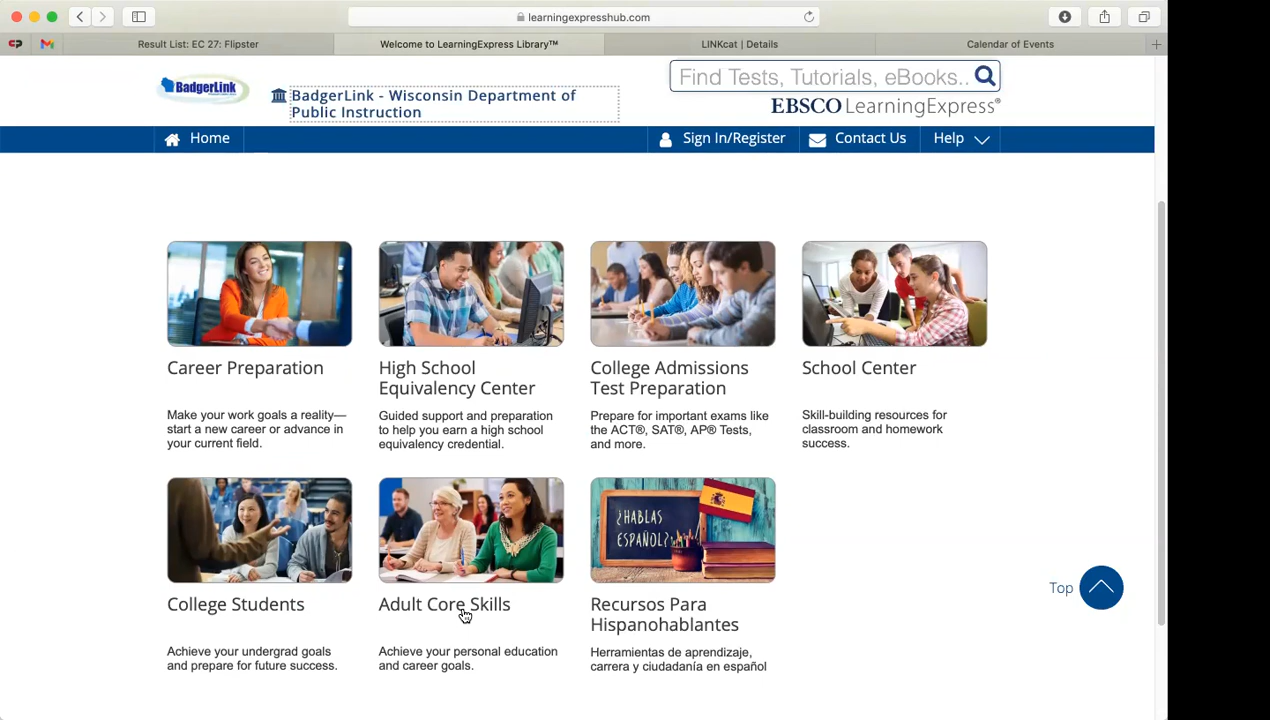 learningexpresshub.com
Result List: EC 27: Flipster
Welcome to LearningExpress Library™
LINKcat | Details
Calendar of Events
BadgerLink
BadgerLink - Wisconsin Department of
Public Instruction
Find Tests, Tutorials, eBooks..
EBSCO LearningExpress®
Home
Sign In/Register
Contact Us
Help
Career Preparation
Make your work goals a reality—
start a new career or advance in
your current field.
High School
Equivalency Center
Guided support and preparation
to help you earn a high school
equivalency credential.
College Admissions
Test Preparation
Prepare for important exams like
the ACT®, SAT®, AP® Tests,
and more.
School Center
Skill-building resources for
classroom and homework
success.
College Students
Achieve your undergrad goals
and prepare for future success.
Adult Core Skills
Achieve your personal education
and career goals.
¿HABLAS
ESPAÑOL?
Recursos Para
Hispanohablantes
Herramientas de aprendizaje,
carrera y ciudadanía en español
Top